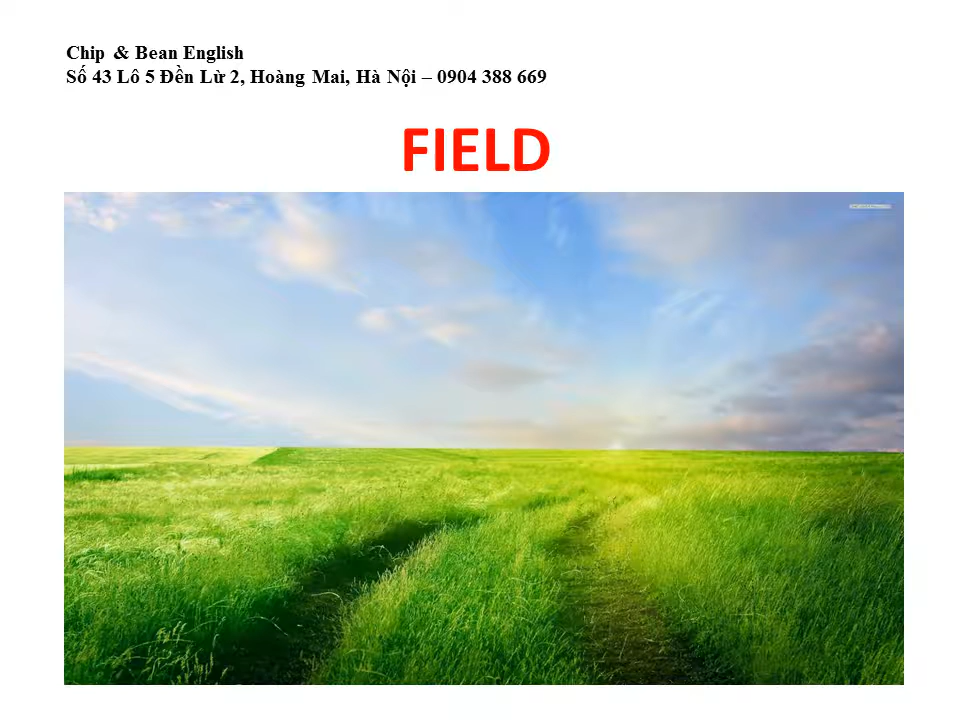 Chip & Bean English
Số 43 Lô 5 Đền Lừ 2, Hoàng Mai, Hà Nội – 0904 388 669
FIELD